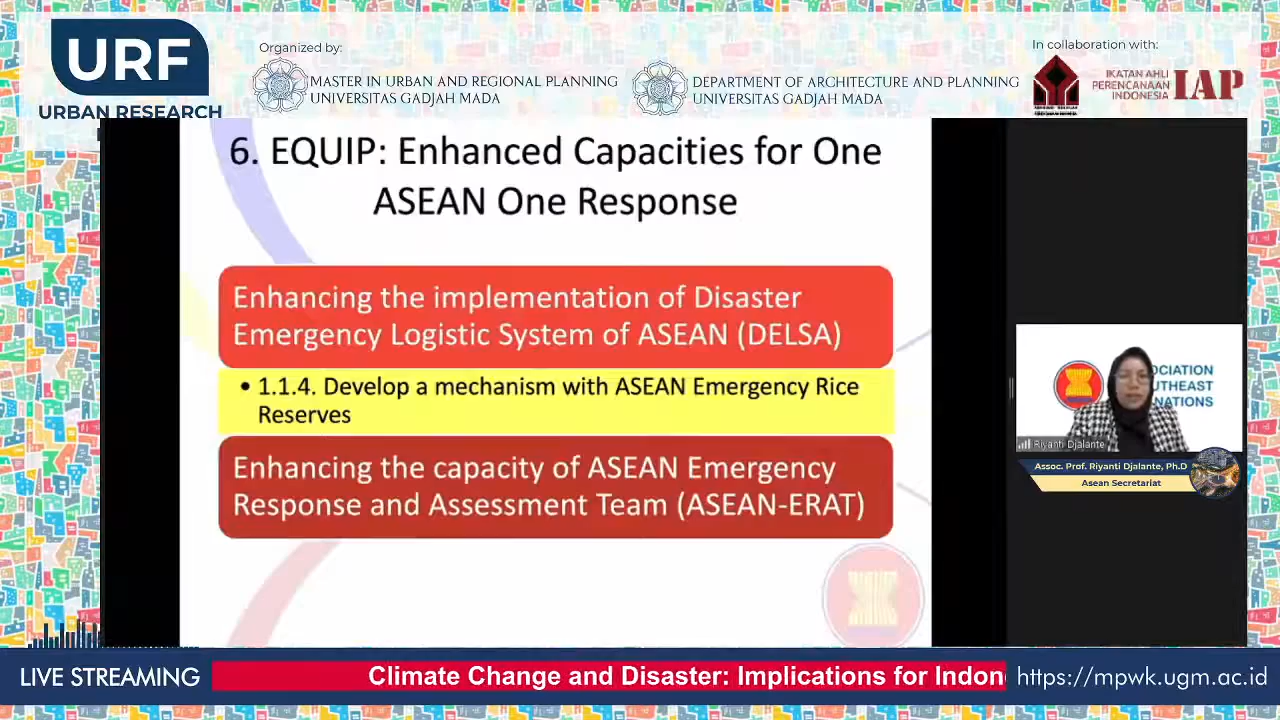 URF
URBAN RESEARCH
Organized by:
MASTER IN URBAN AND REGIONAL PLANNING
UNIVERSITAS GADJAH MADA
DEPARTMENT OF ARCHITECTURE AND PLANNING
UNIVERSITAS GADJAH MADA
In collaboration with:
IKATAN AHLI
PERENCANAAN
INDONESIA
IAP
6. EQUIP: Enhanced Capacities for One
ASEAN One Response
Enhancing the implementation of Disaster
Emergency Logistic System of ASEAN (DELSA)
• 1.1.4. Develop a mechanism with ASEAN Emergency Rice
Reserves
Enhancing the capacity of ASEAN Emergency
Response and Assessment Team (ASEAN-ERAT)
OCIATION
UTHEAST
NATIONS
Riyanti Djalante
Assoc. Prof. Riyanti Djalante, Ph.D
Asean Secretariat
LIVE STREAMING
Climate Change and Disaster: Implications for Indon
https://mpwk.ugm.ac.id